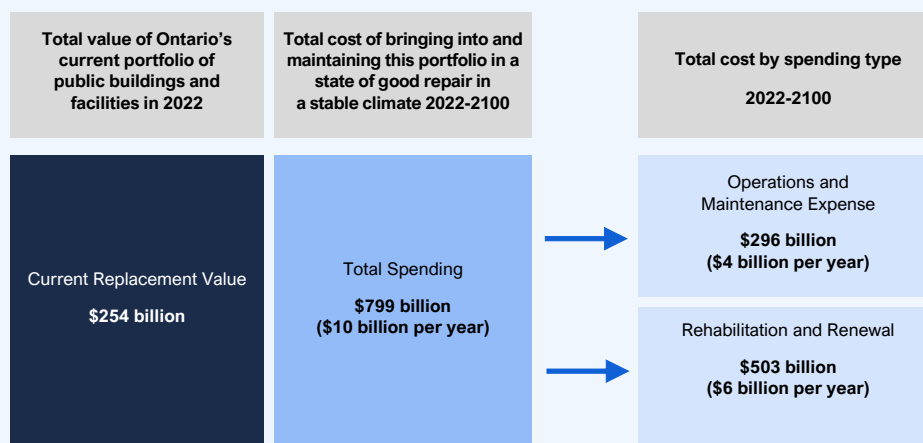 Total value of Ontario's
current portfolio of
public buildings and
facilities in 2022
Total cost of bringing into and
maintaining this portfolio in a
state of good repair in
a stable climate 2022-2100
Total cost by spending type
2022-2100
Current Replacement Value
$254 billion
Total Spending
$799 billion
($10 billion per year)
Operations and
Maintenance Expense
$296 billion
($4 billion per year)
Rehabilitation and Renewal
$503 billion
($6 billion per year)